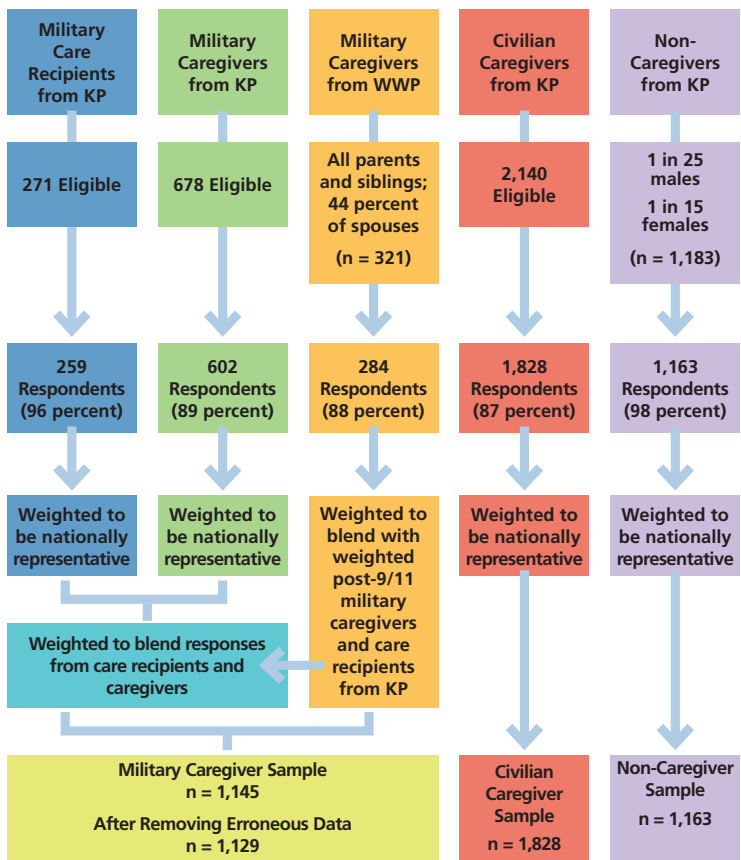 Military
Care
Recipients
from KP
Military
Caregivers
from KP
Military
Caregivers
from WWP
Civilian
Caregivers
from KP
Non-
Caregivers
from KP
271 Eligible
678 Eligible
All parents
and siblings;
44 percent
of spouses
(n = 321)
2,140
Eligible
1 in 25
males
1 in 15
females
(n = 1,183)
259
Respondents
(96 percent)
602
Respondents
(89 percent)
284
Respondents
(88 percent)
1,828
Respondents
(87 percent)
1,163
Respondents
(98 percent)
Weighted to
be nationally
representative
Weighted to
be nationally
representative
Weighted to
blend with
weighted
post-9/11
military
caregivers
and care
recipients
from KP
Weighted to
be nationally
representative
Weighted to
be nationally
representative
Weighted to blend responses
from care recipients and
caregivers
Military Caregiver Sample
n = 1,145
After Removing Erroneous Data
n = 1,129
Civilian
Caregiver
Sample
n = 1,828
Non-Caregiver
Sample
n = 1,163